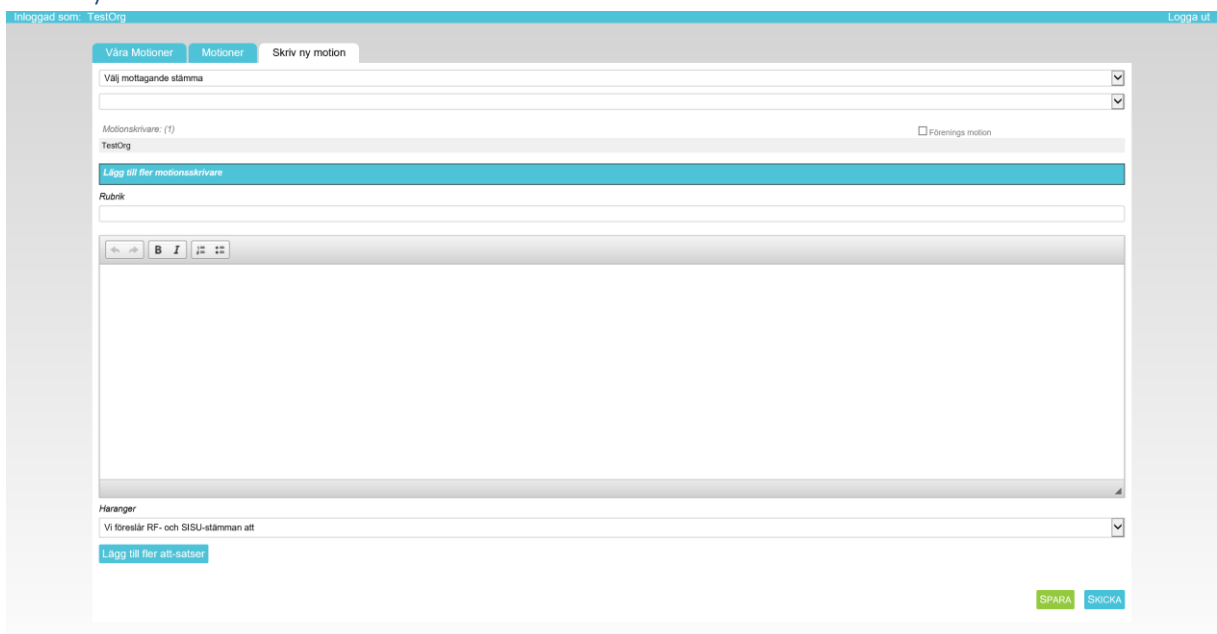 Inloggad som: TestOrg Logga ut
Våra Motioner Motioner Skriv ny motion
Välj mottagande stämma
Motionskrivare: (1) Förenings motion
TestOrg
Lägg till fler motionsskrivare
Rubrik
B I
Haranger
Vi föreslår RF- och SISU-stämman att
Lägg till fler att-satser
SPARA SKICKA